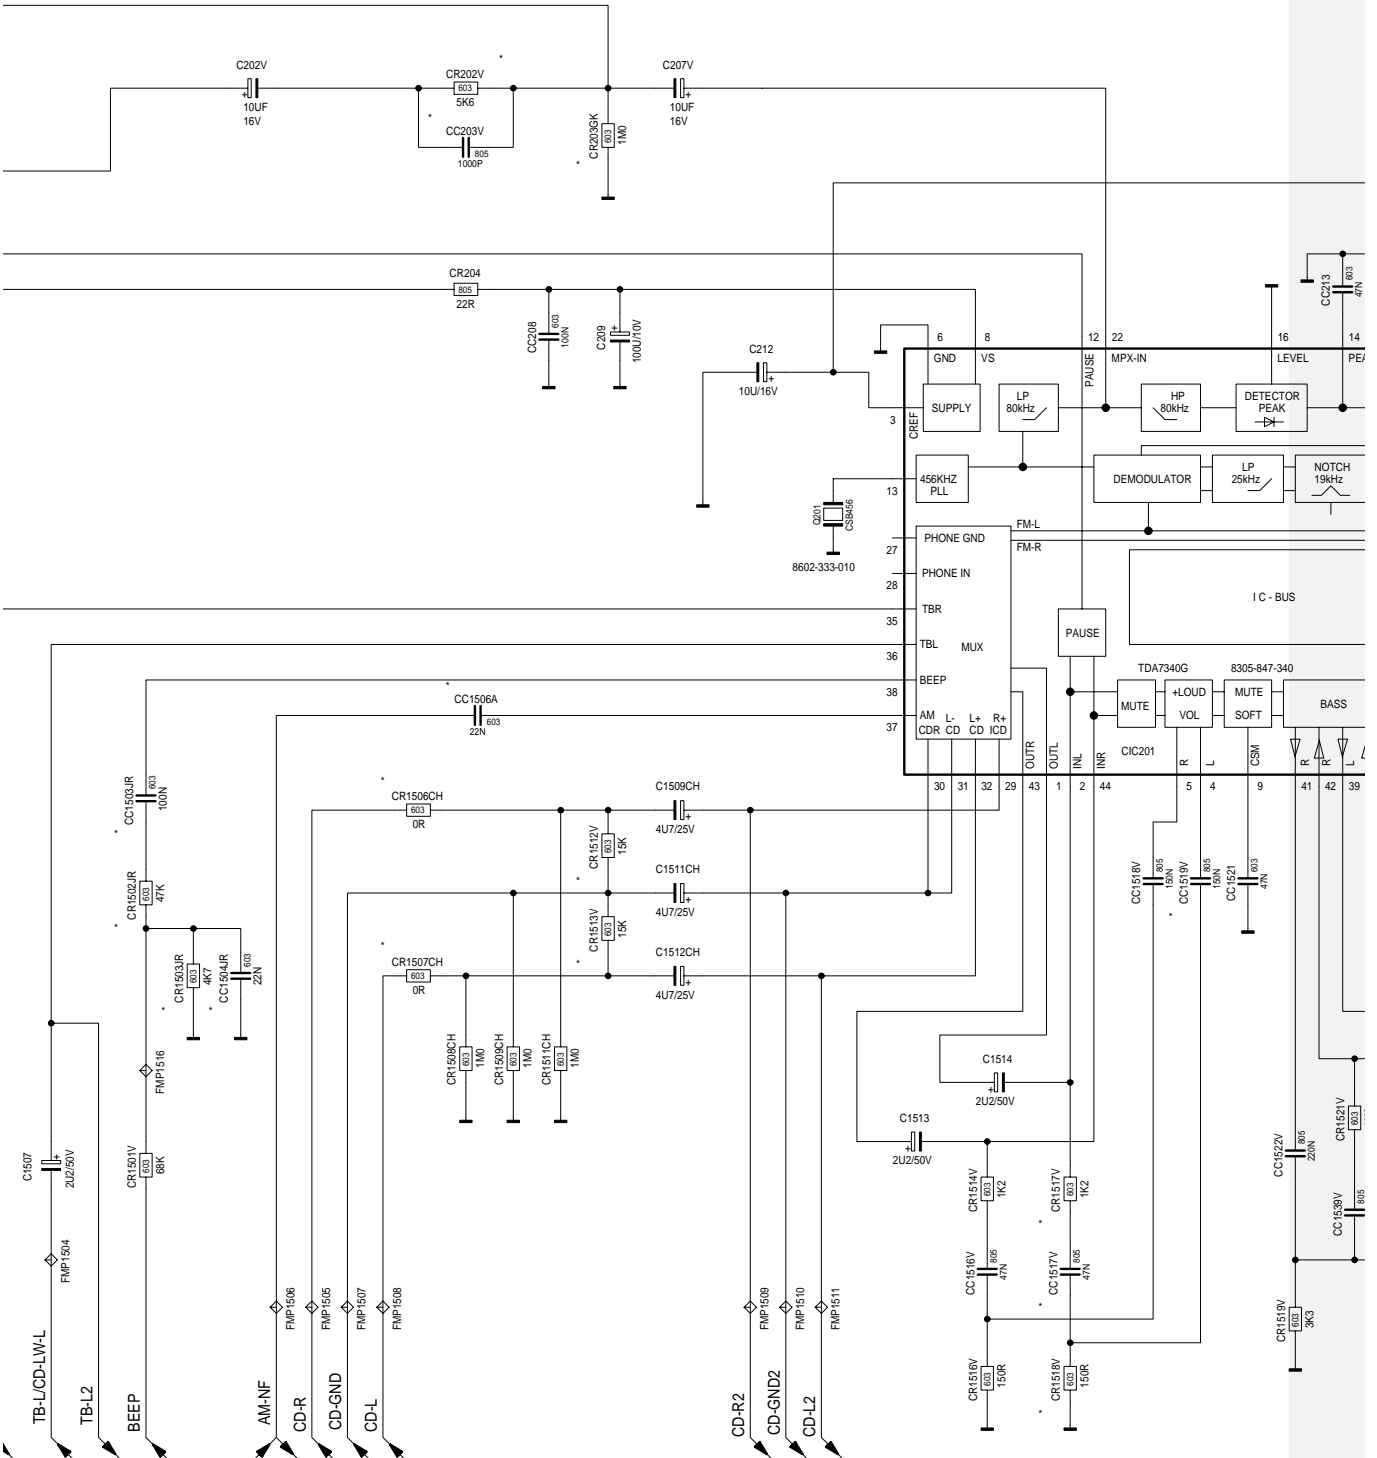 C202V
10UF
16V
CR202V
603
5K6
CC203V
805
1000P
CR203GK
603
1M0
C207V
10UF
16V
CR204
805
22R
CC208
603
100N
C209
100U/10V
C212
10U/16V
CC213
603
47N
6
8
12
22
16
14
GND
VS
PAUSE
MPX-IN
LEVEL
PEA
3
CREF
SUPPLY
LP
80kHz
HP
80kHz
DETECTOR
PEAK
13
456KHZ
PLL
DEMODULATOR
LP
25kHz
NOTCH
19kHz
Q201
CSB456
8602-333-010
FM-L
FM-R
27
PHONE GND
28
PHONE IN
I C - BUS
35
TBR
36
TBL
MUX
PAUSE
38
BEEP
37
AM
CDR
L-
CD
L+
CD
R+
ICD
TDA7340G
8305-847-340
MUTE
+LOUD
VOL
MUTE
SOFT
BASS
CIC201
OUTR
OUTL
INL
INR
R
L
CSM
R
R
L
30
31
32
29
43
1
2
44
5
4
9
41
42
39
CC1506A
603
22N
CC1503JR
603
100N
CR1506CH
603
0R
C1509CH
4U7/25V
CR1512V
603
15K
C1511CH
4U7/25V
CR1513V
603
15K
C1512CH
4U7/25V
CR1507CH
603
0R
CR1502JR
603
47K
CR1503JR
603
4K7
CC1504JR
603
22N
CC1518V
805
150N
CC1519V
805
150N
CC1521
603
47N
CR1508CH
603
1M0
CR1509CH
603
1M0
CR1511CH
603
1M0
FMP1516
C1514
2U2/50V
C1513
2U2/50V
C1507
2U2/50V
CR1501V
603
68K
CR1514V
603
1K2
CR1517V
603
1K2
CC1522V
805
220N
CR1521V
603
CC1539V
805
CC1516V
805
47N
CC1517V
805
47N
FMP1504
FMP1506
FMP1505
FMP1507
FMP1508
FMP1509
FMP1510
FMP1511
CR1519V
603
3K3
CR1516V
603
150R
CR1518V
603
150R
TB-L/CD-LW-L
TB-L2
BEEP
AM-NF
CD-R
CD-GND
CD-L
CD-R2
CD-GND2
CD-L2